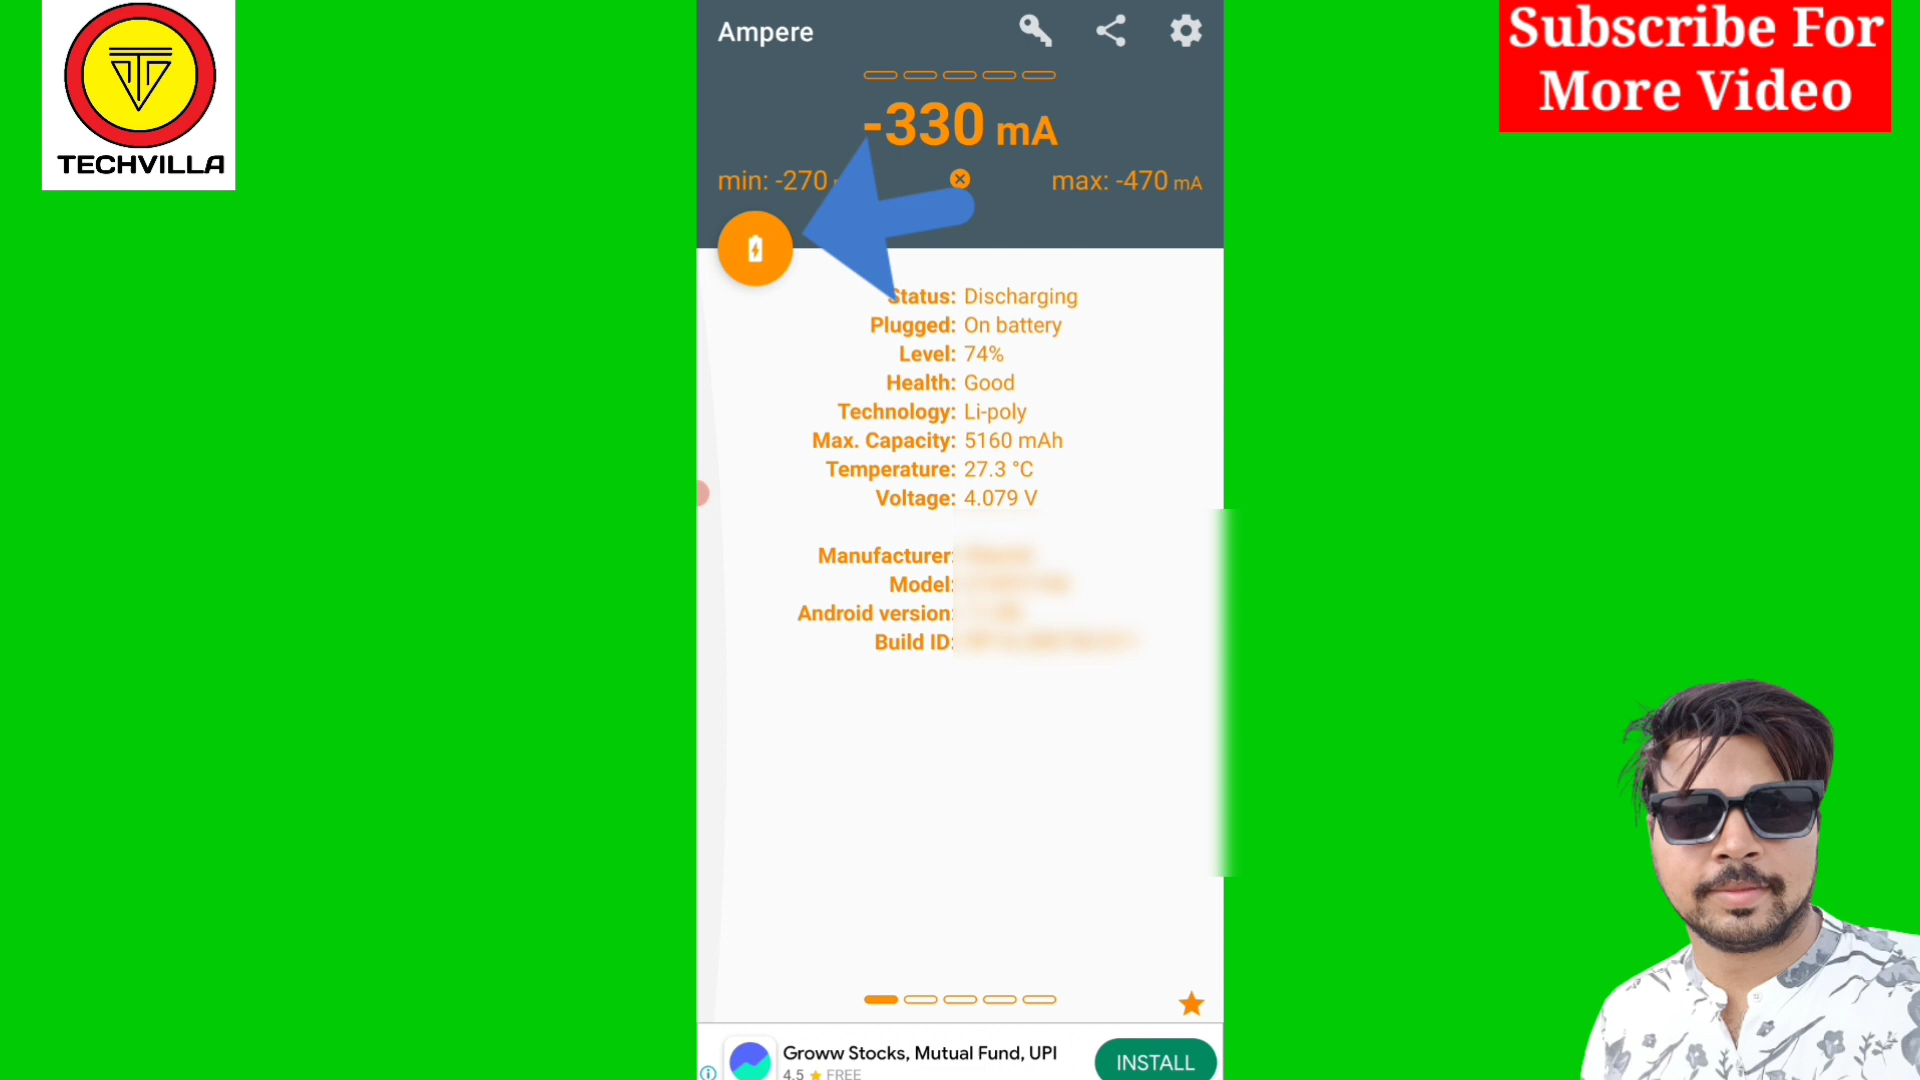 TECHVILLA
Subscribe For
More Video
Ampere
-330 mA
min: -270
max: -470 mA
Status: Discharging
Plugged: On battery
Level: 74%
Health: Good
Technology: Li-poly
Max. Capacity: 5160 mAh
Temperature: 27.3 °C
Voltage: 4.079 V
Manufacturer:
Model:
Android version:
Build ID:
Groww Stocks, Mutual Fund, UPI
4.5 ★ FREE
INSTALL